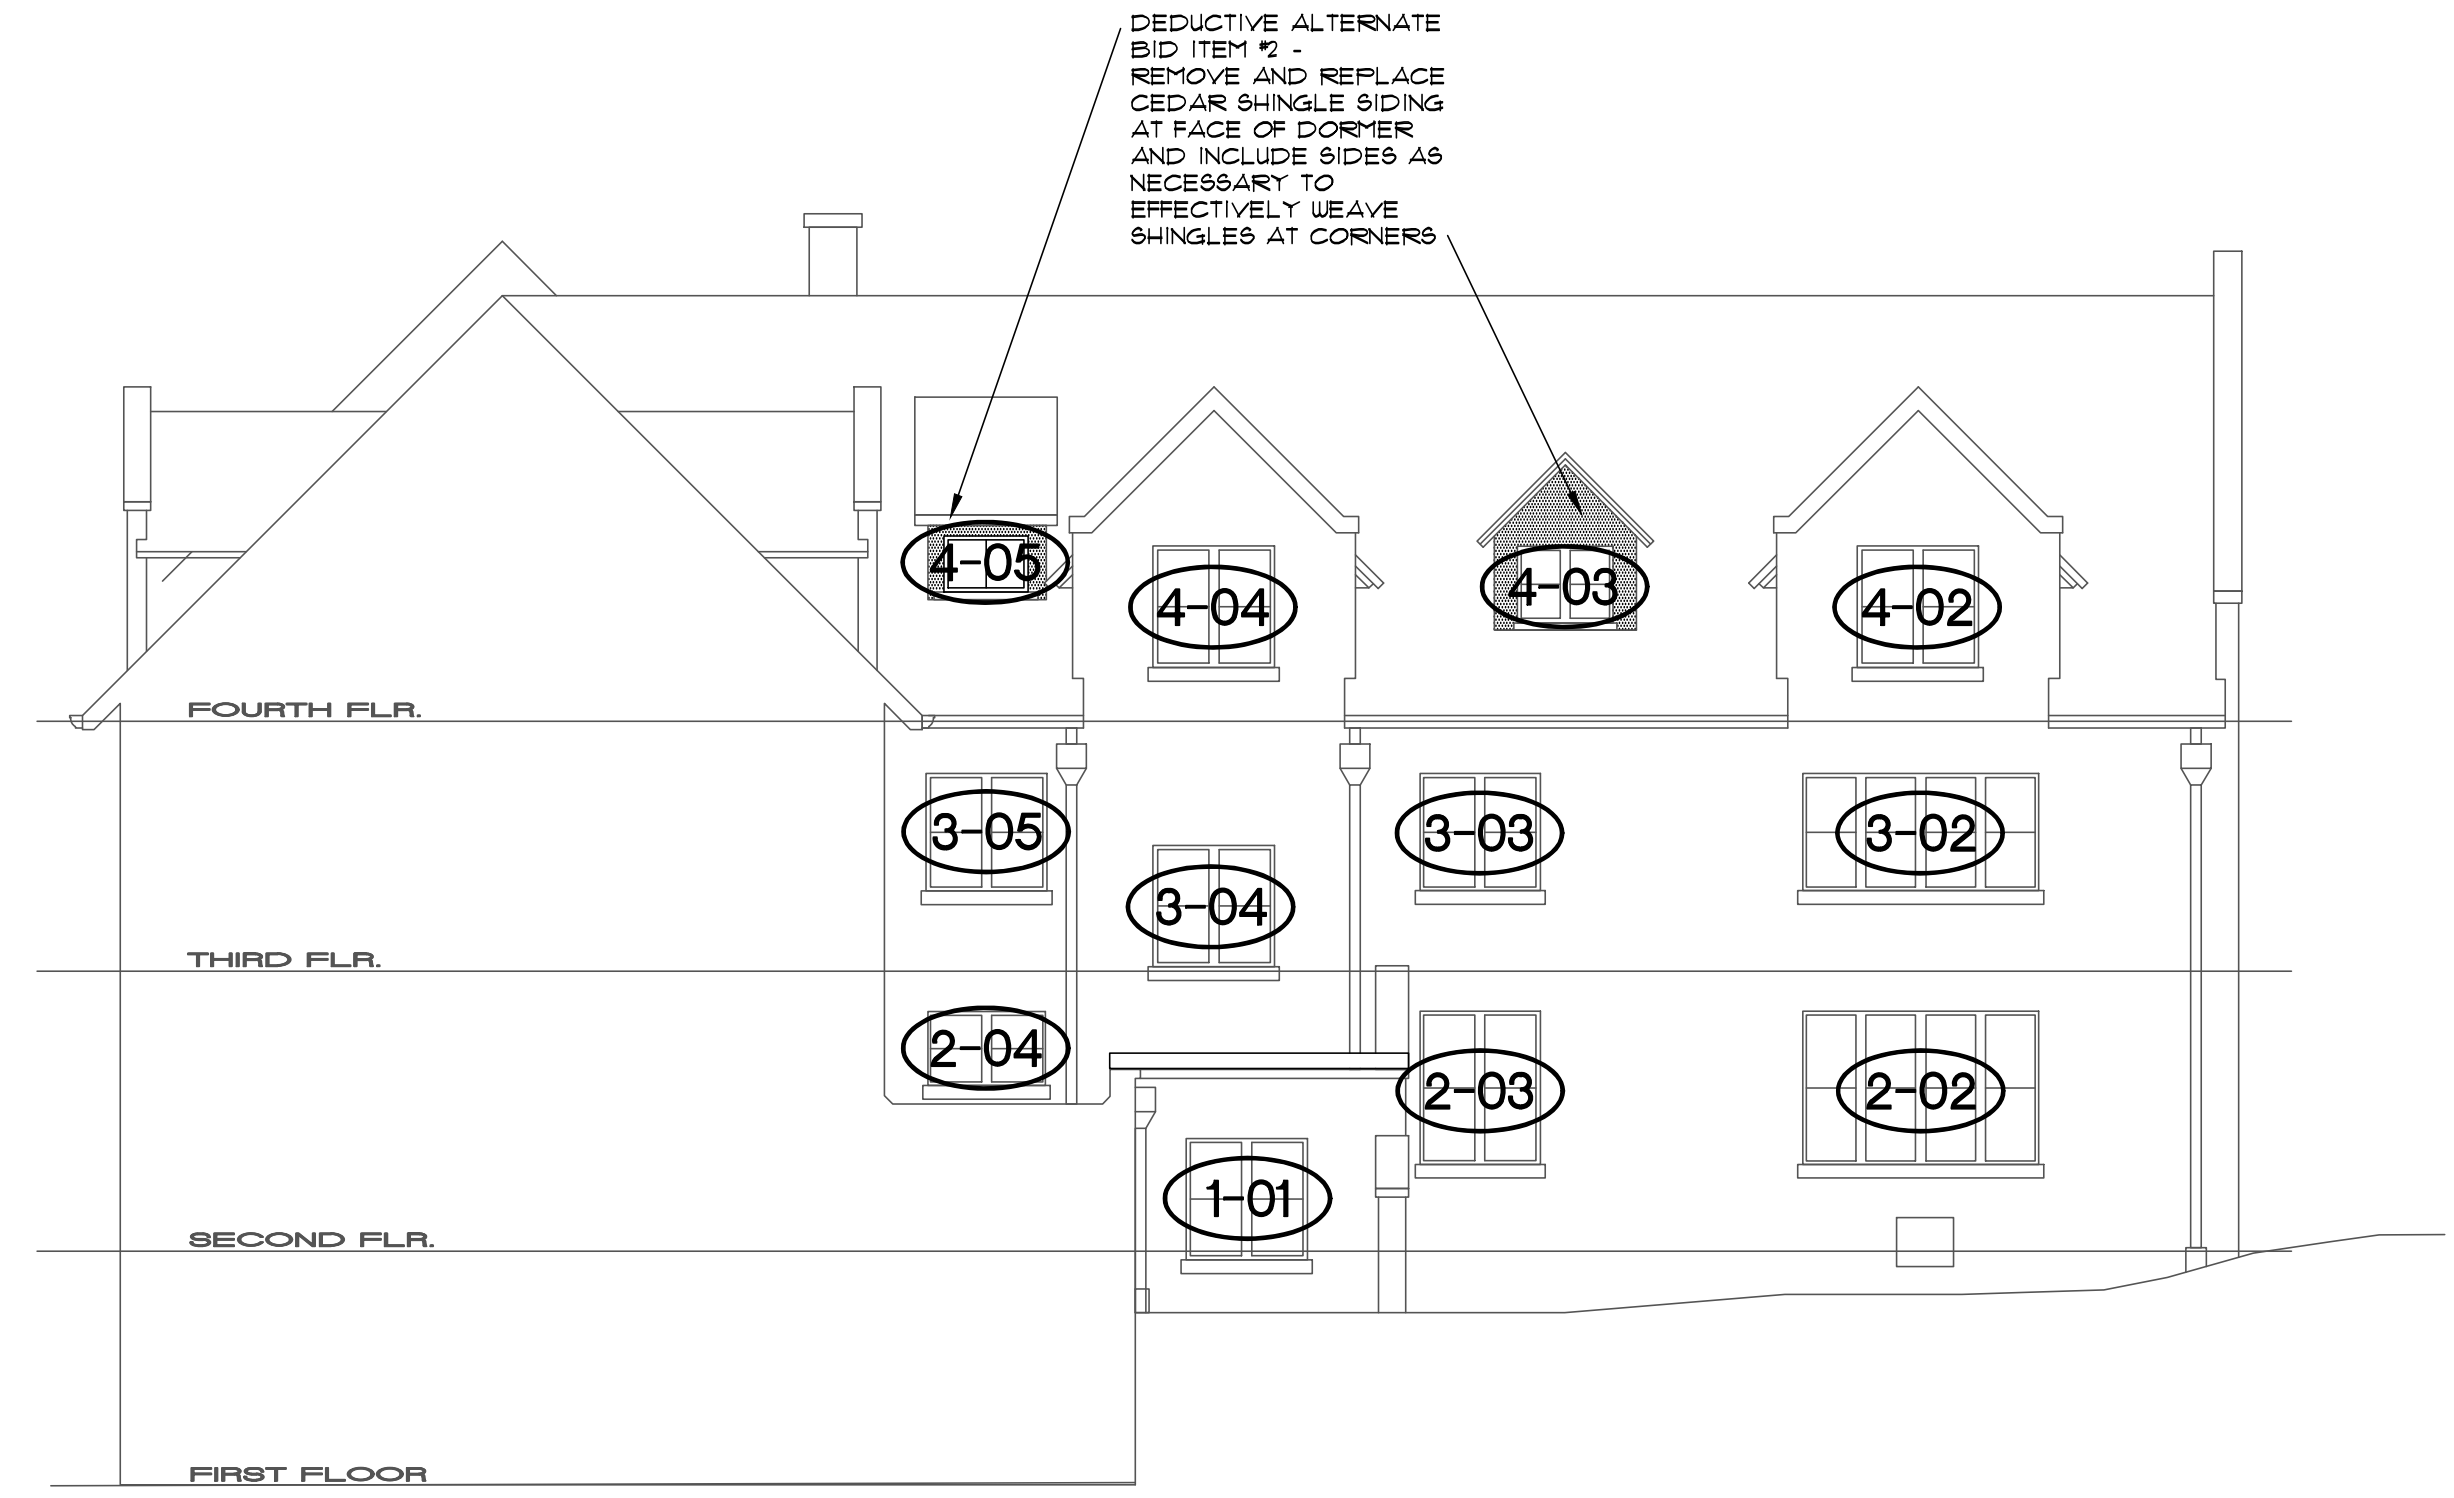 DEDUCTIVE ALTERNATE
BID ITEM #2 -
REMOVE AND REPLACE
CEDAR SHINGLE SIDING
AT FACE OF DORMER
AND INCLUDE SIDES AS
NECESSARY TO
EFFECTIVELY WEAVE
SHINGLES AT CORNERS
4-05
4-04
4-03
4-02
FOURTH FLR.
3-05
3-04
3-03
3-02
THIRD FLR.
2-04
2-03
2-02
1-01
SECOND FLR.
FIRST FLOOR